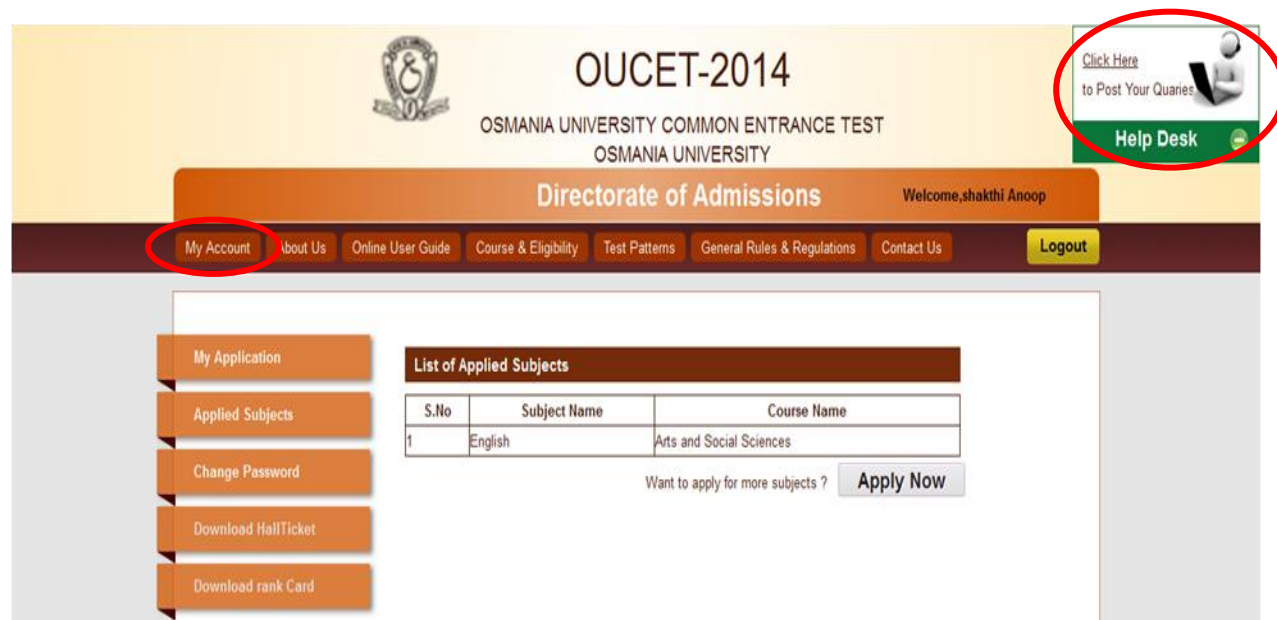 OUCET-2014
Click Here
to Post Your Quaries
OSMANIA UNIVERSITY COMMON ENTRANCE TEST
Help Desk
OSMANIA UNIVERSITY
Directorate of Admissions Welcome,shakthi Anoop
My Account About Us Online User Guide Course & Eligibility Test Patterns General Rules & Regulations Contact Us Logout
My Application
Applied Subjects
Change Password
Download HallTicket
Download rank Card
List of Applied Subjects
S.No Subject Name Course Name
1 English Arts and Social Sciences
Want to apply for more subjects ? Apply Now